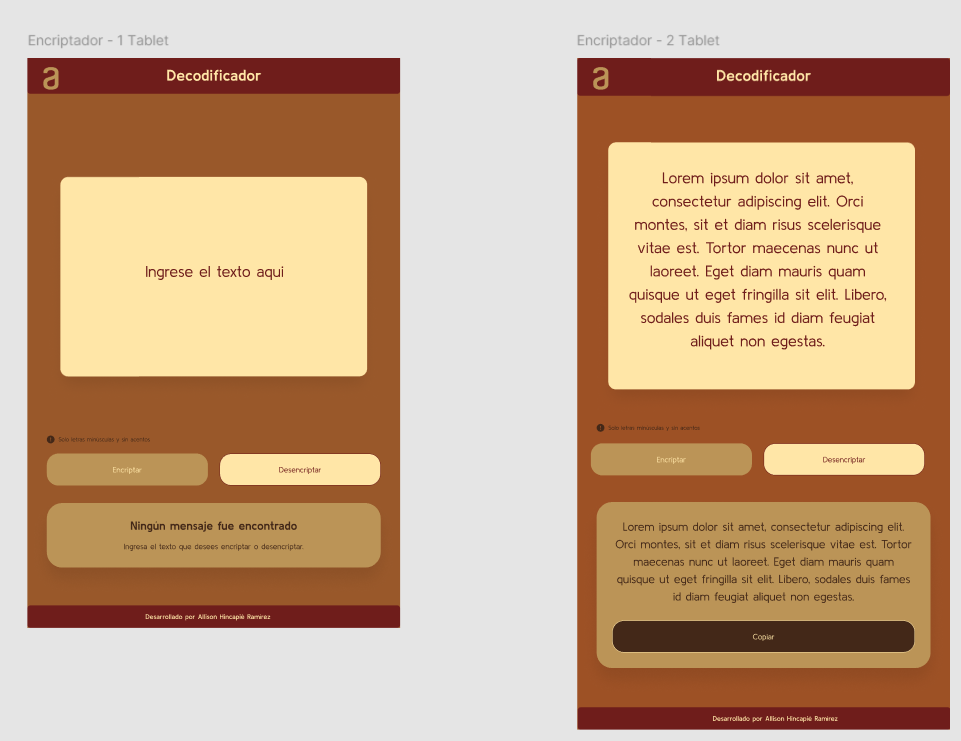 Encriptador - 1 Tablet
a
Decodificador
Ingrese el texto aqui
Solo letras minusculas y sin acentos
Encriptar
Desencriptar
Ningún mensaje fue encontrado
Ingresa el texto que desees encriptar o desencriptar.
Desarrollado por Allison Hincapié Ramírez
Encriptador - 2 Tablet
a
Decodificador
Lorem ipsum dolor sit amet,
consectetur adipiscing elit. Orci
montes, sit et diam risus scelerisque
vitae est. Tortor maecenas nunc ut
laoreet. Eget diam mauris quam
quisque ut eget fringilla sit elit. Libero,
sodales duis fames id diam feugiat
aliquet non egestas.
Solo letras minusculas y sin acentos
Encriptar
Desencriptar
Lorem ipsum dolor sit amet, consectetur adipiscing elit.
Orci montes, sit et diam risus scelerisque vitae est. Tortor
maecenas nunc ut laoreet. Eget diam mauris quam
quisque ut eget fringilla sit elit. Libero, sodales duis fames
id diam feugiat aliquet non egestas.
Copiar
Desarrollado por Allison Hincapié Ramírez